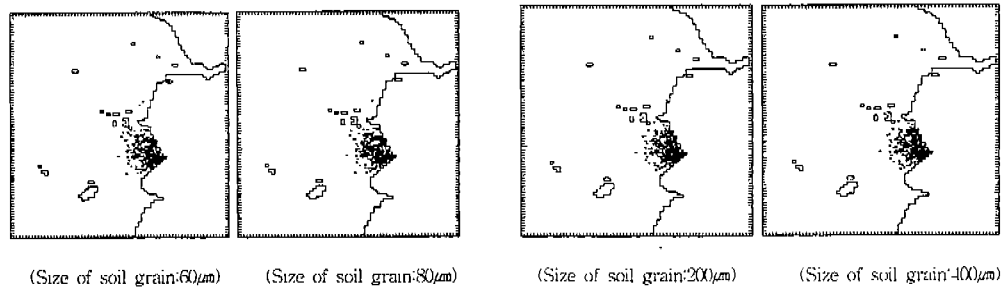 (Size of soil grain:60μm)
(Size of soil grain:80μm)
(Size of soil grain:200μm)
(Size of soil grain:400μm)